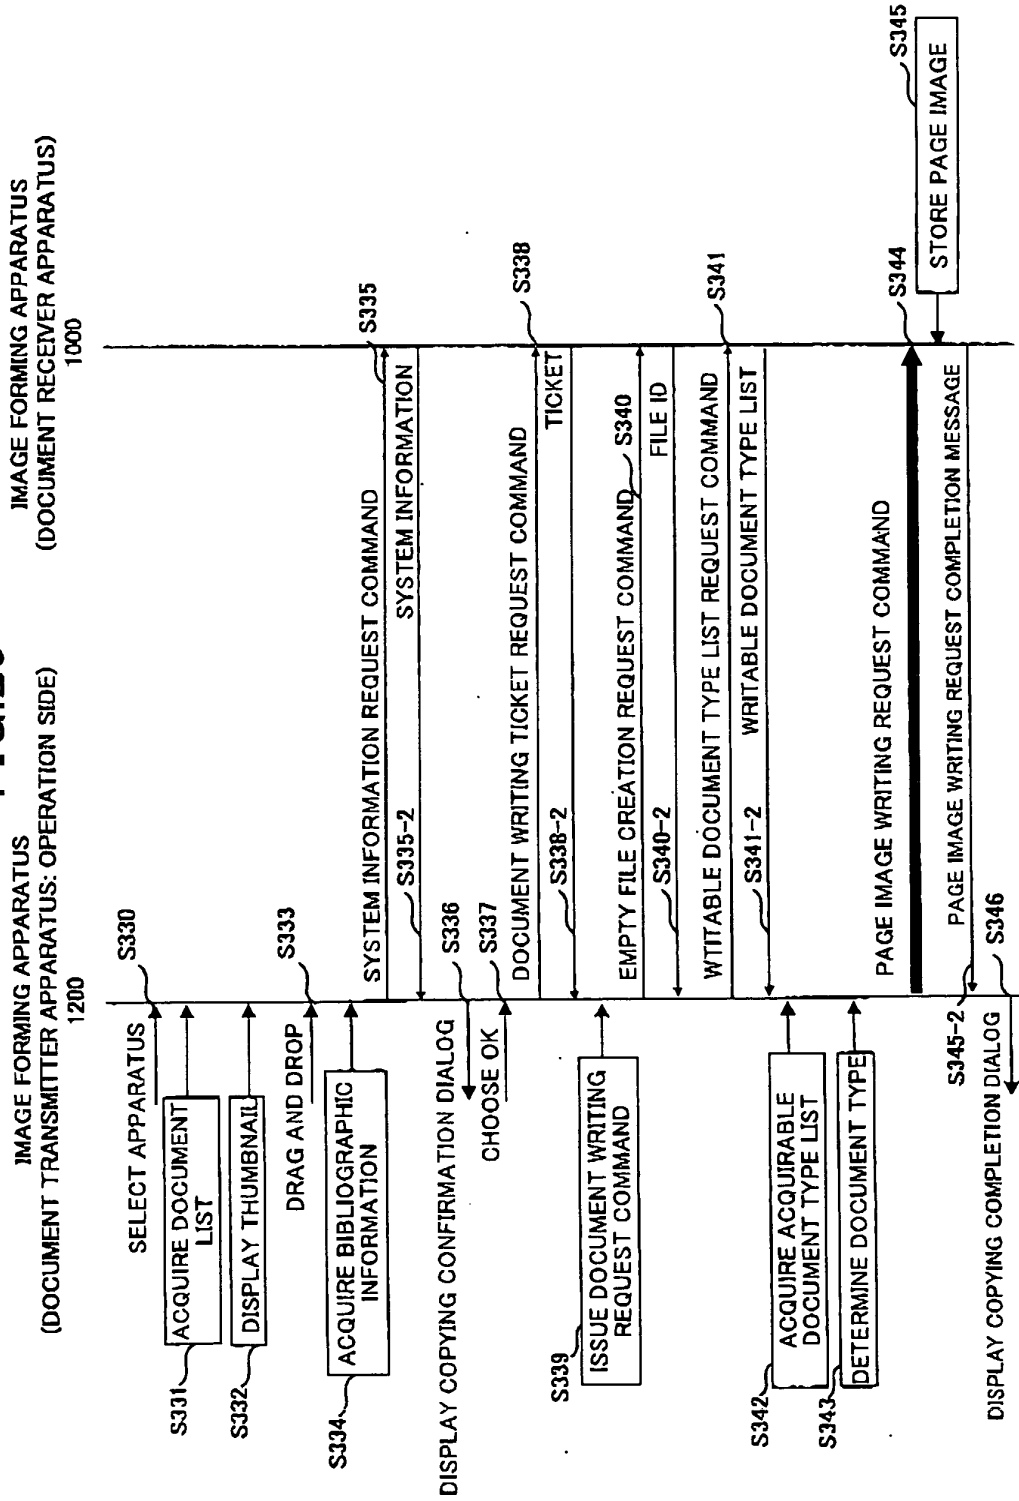 IMAGE FORMING APPARATUS
(DOCUMENT TRANSMITTER APPARATUS: OPERATION SIDE)
1200
IMAGE FORMING APPARATUS
(DOCUMENT RECEIVER APPARATUS)
1000
SELECT APPARATUS
S330
S331
ACQUIRE DOCUMENT
LIST
S332
DISPLAY THUMBNAIL
DRAG AND DROP
S333
S334
ACQUIRE BIBLIOGRAPHIC
INFORMATION
SYSTEM INFORMATION REQUEST COMMAND
S335
S335-2
SYSTEM INFORMATION
DISPLAY COPYING CONFIRMATION DIALOG
S336
CHOOSE OK
S337
DOCUMENT WRITING TICKET REQUEST COMMAND
S338
S338-2
TICKET
S339
ISSUE DOCUMENT WRITING
REQUEST COMMAND
EMPTY FILE CREATION REQUEST COMMAND
S340
S340-2
FILE ID
WTITABLE DOCUMENT TYPE LIST REQUEST COMMAND
S341
S341-2
WRITABLE DOCUMENT TYPE LIST
S342
ACQUIRE ACQUIRABLE
DOCUMENT TYPE LIST
S343
DETERMINE DOCUMENT TYPE
PAGE IMAGE WRITING REQUEST COMMAND
S344
S345
STORE PAGE IMAGE
S345-2
PAGE IMAGE WRITING REQUEST COMPLETION MESSAGE
DISPLAY COPYING COMPLETION DIALOG
S346